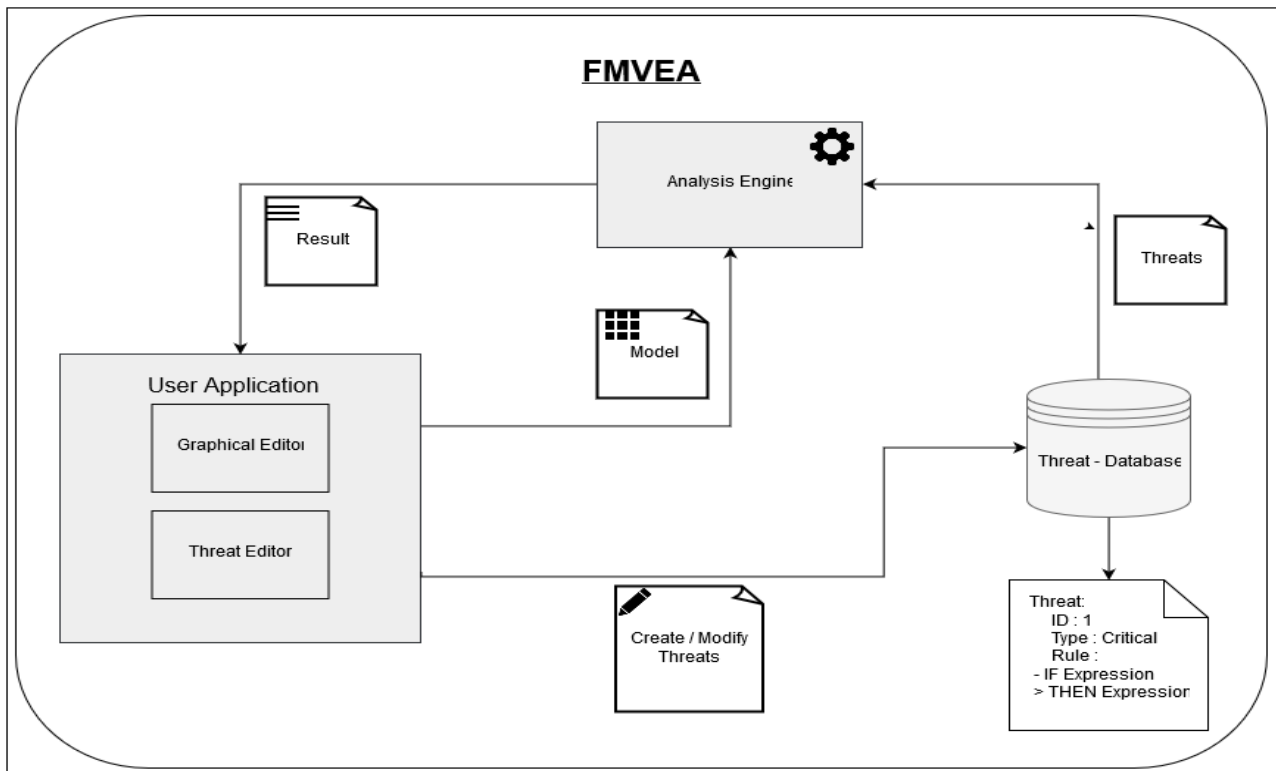 FMVEA
Analysis Engine
Result
Threats
Model
User Application
Graphical Editor
Threat - Database
Threat Editor
Create / Modify
Threats
Threat:
ID : 1
Type : Critical
Rule :
- IF Expression
> THEN Expression